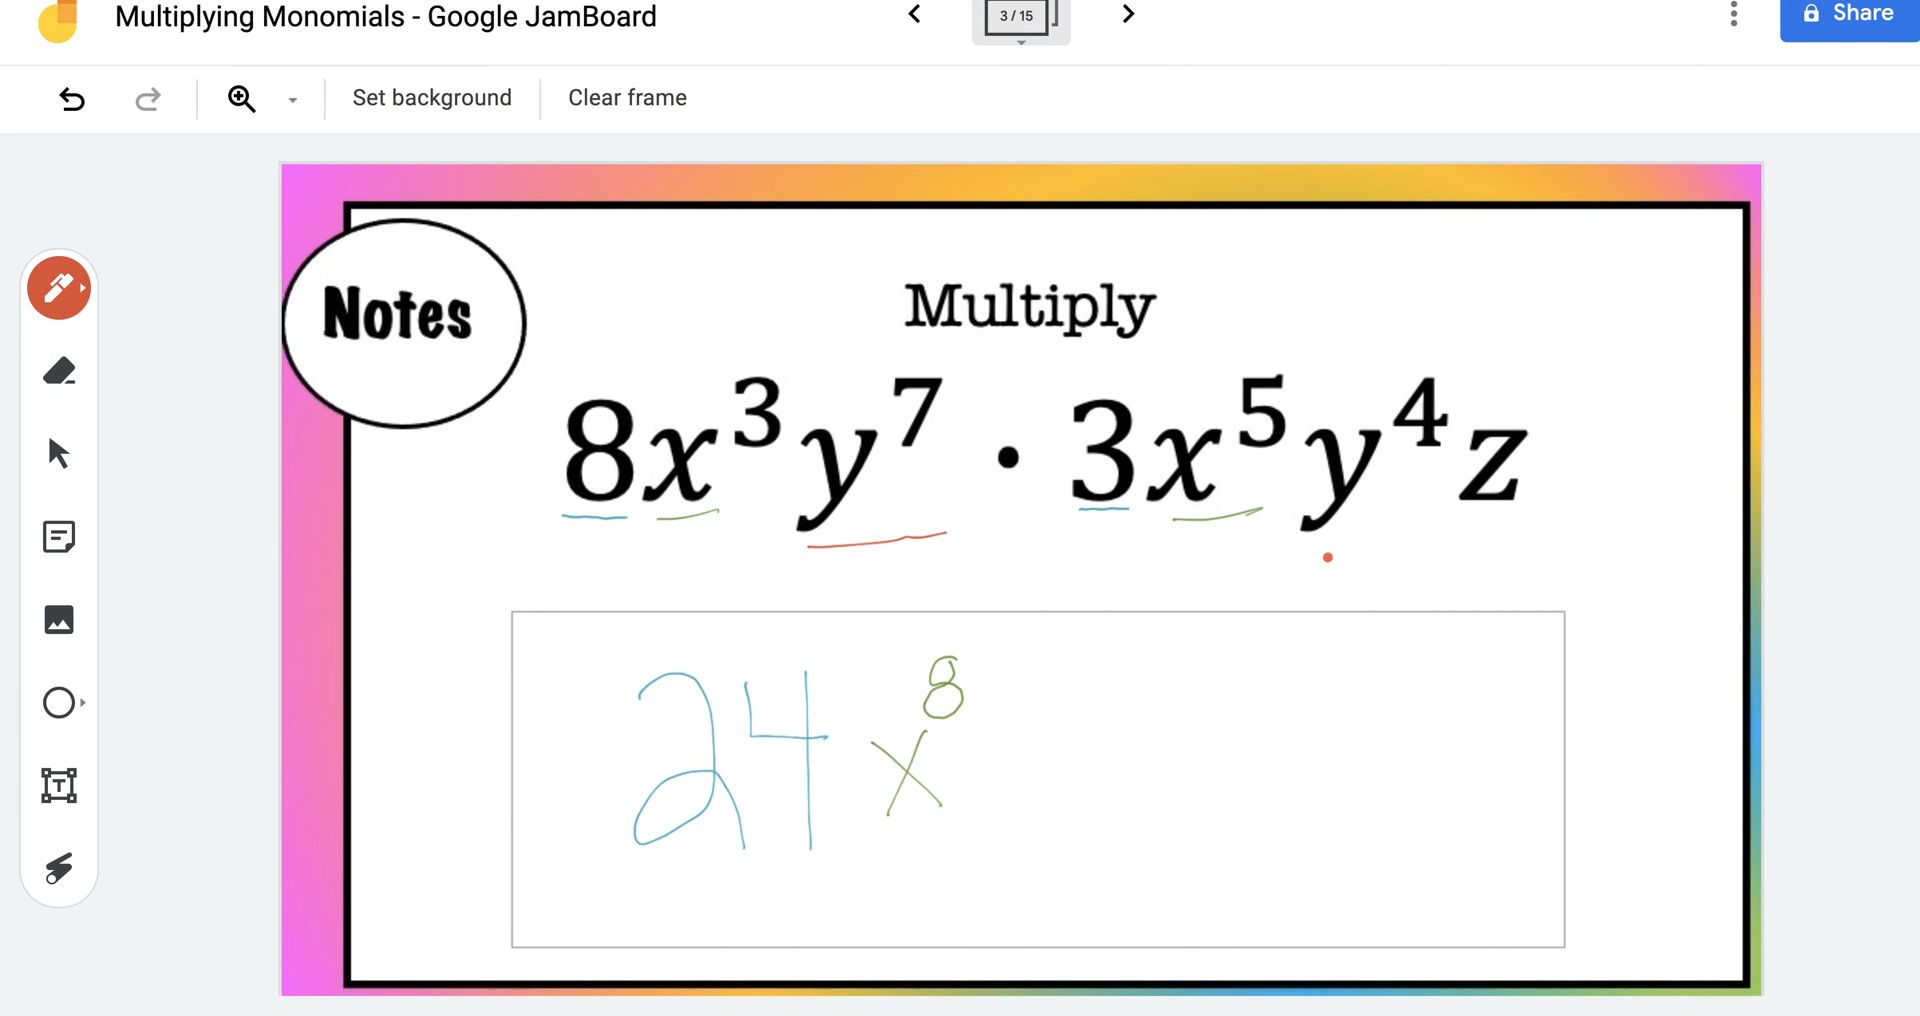 Multiplying Monomials - Google JamBoard
3 / 15
Share
Set background
Clear frame
Notes
Multiply
8x³y⁷ · 3x⁵y⁴z
24x⁸